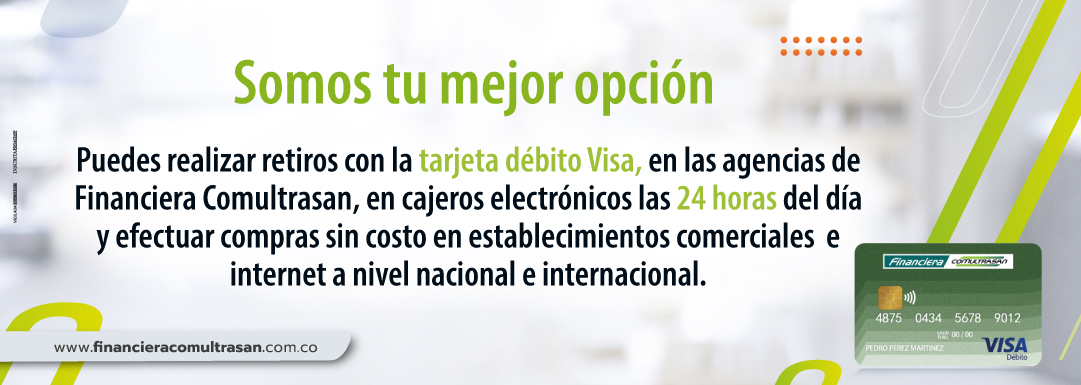 Somos tu mejor opción
Puedes realizar retiros con la tarjeta débito Visa, en las agencias de
Financiera Comultrasan, en cajeros electrónicos las 24 horas del día
y efectuar compras sin costo en establecimientos comerciales e
internet a nivel nacional e internacional.
Financiera COMULTRASAN
4875 0434 5678 9012
VALID THRU 00 / 00
PEDRO PEREZ MARTINEZ
VISA
Débito
www.financieracomultrasan.com.co